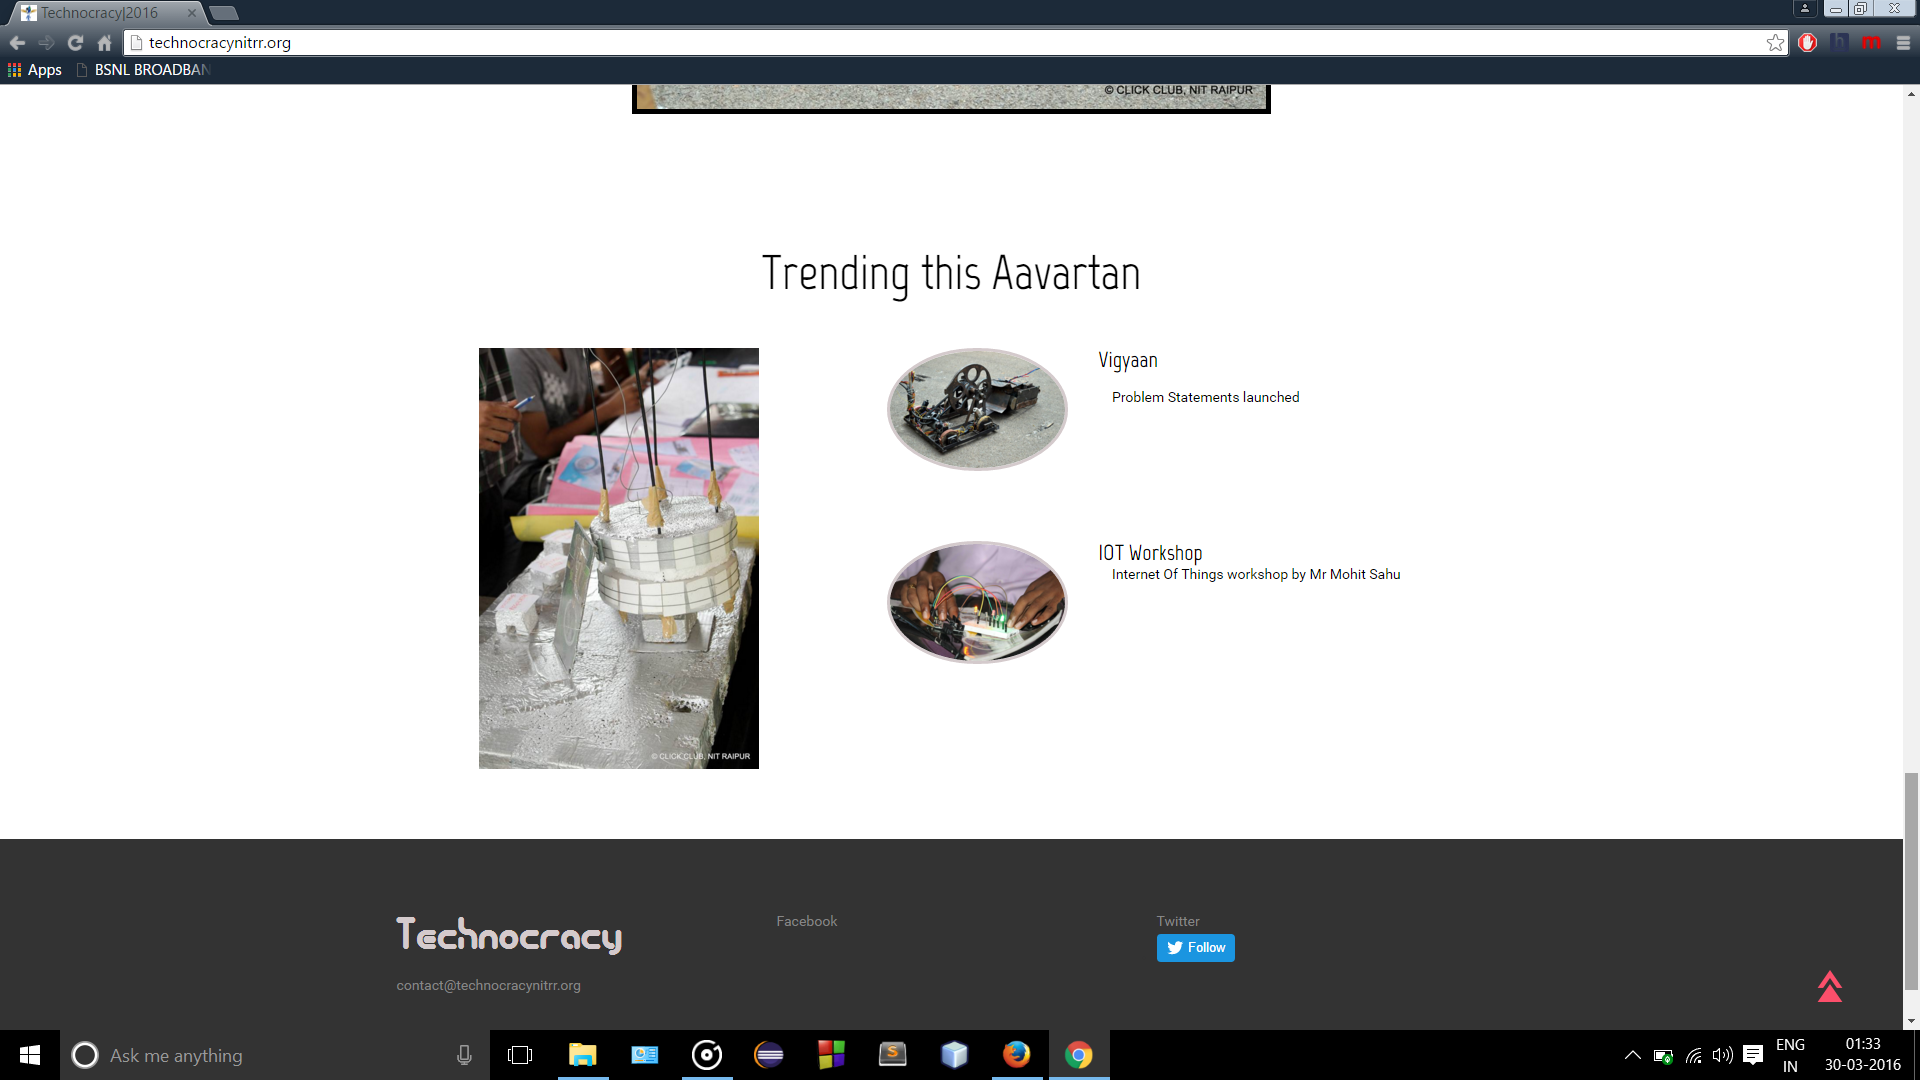 Technocracy|2016
technocracynitrr.org
Apps
BSNL BROADBAN
© CLICK CLUB, NIT RAIPUR
Trending this Aavartan
Vigyaan
Problem Statements launched
IOT Workshop
Internet Of Things workshop by Mr Mohit Sahu
© CLICK CLUB, NIT RAIPUR
Technocracy
contact@technocracynitrr.org
Facebook
Twitter
Follow
Ask me anything
ENG
IN
01:33
30-03-2016